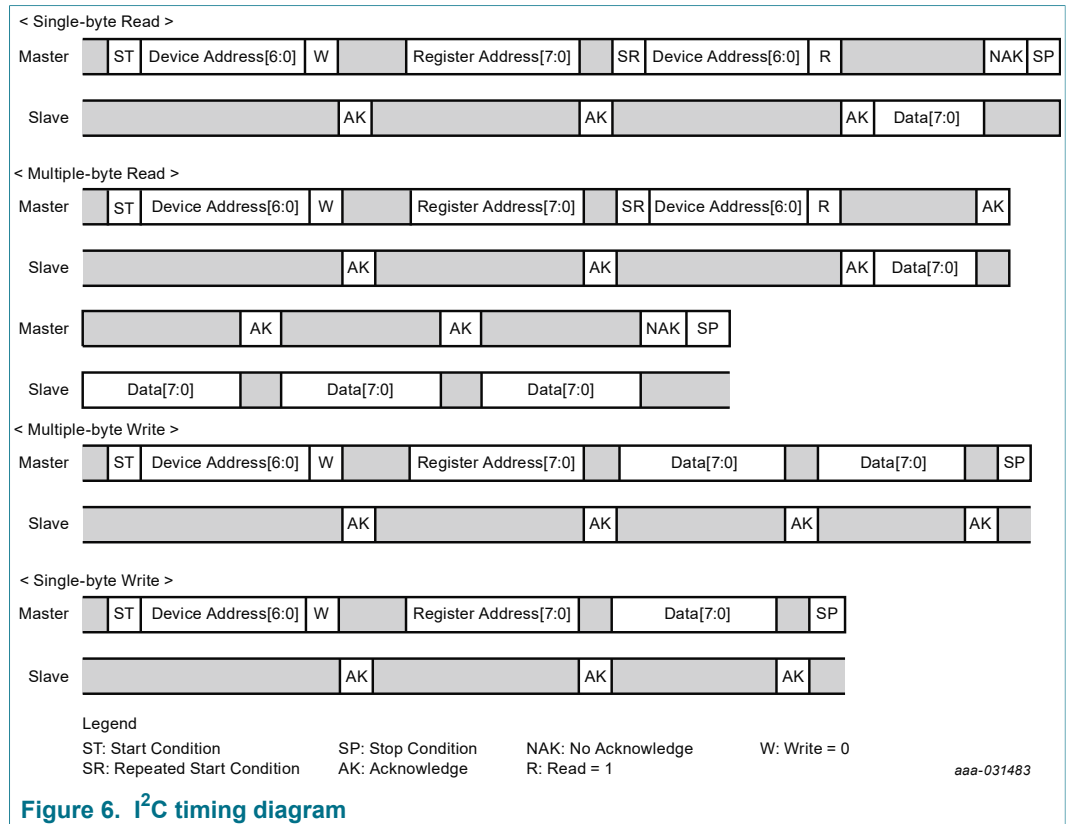 < Single-byte Read >
Master ST Device Address[6:0] W Register Address[7:0] SR Device Address[6:0] R NAK SP
Slave AK AK AK Data[7:0]
< Multiple-byte Read >
Master ST Device Address[6:0] W Register Address[7:0] SR Device Address[6:0] R AK
Slave AK AK AK Data[7:0]
Master AK AK NAK SP
Slave Data[7:0] Data[7:0] Data[7:0]
< Multiple-byte Write >
Master ST Device Address[6:0] W Register Address[7:0] Data[7:0] Data[7:0] SP
Slave AK AK AK AK
< Single-byte Write >
Master ST Device Address[6:0] W Register Address[7:0] Data[7:0] SP
Slave AK AK AK
Legend
ST: Start Condition SP: Stop Condition NAK: No Acknowledge W: Write = 0
SR: Repeated Start Condition AK: Acknowledge R: Read = 1
aaa-031483
Figure 6. I²C timing diagram